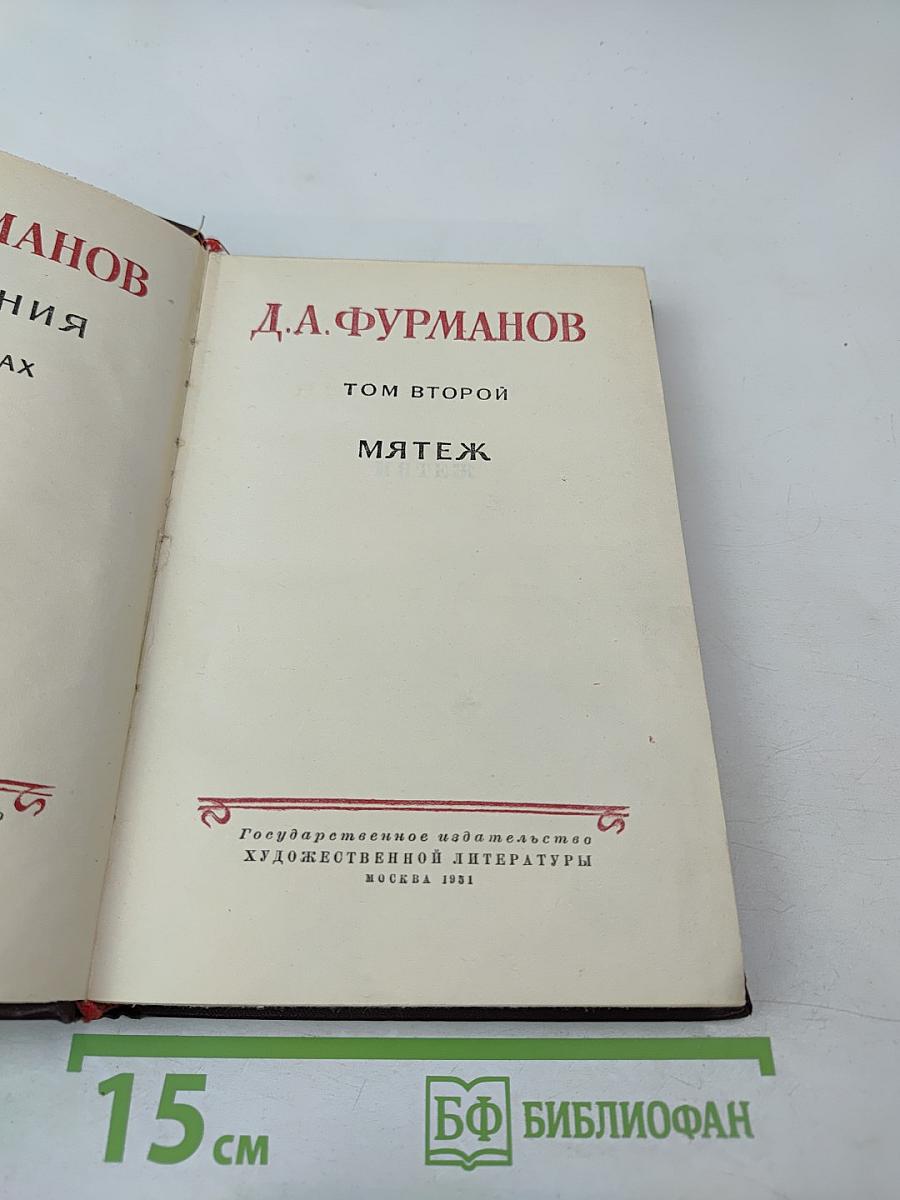 МАНОВ
НИЯ
АХ
Д.А.ФУРМАНОВ
ТОМ ВТОРОЙ
МЯТЕЖ
Государственное издательство
ХУДОЖЕСТВЕННОЙ ЛИТЕРАТУРЫ
МОСКВА 1951
15 см
БФ БИБЛИОФАН